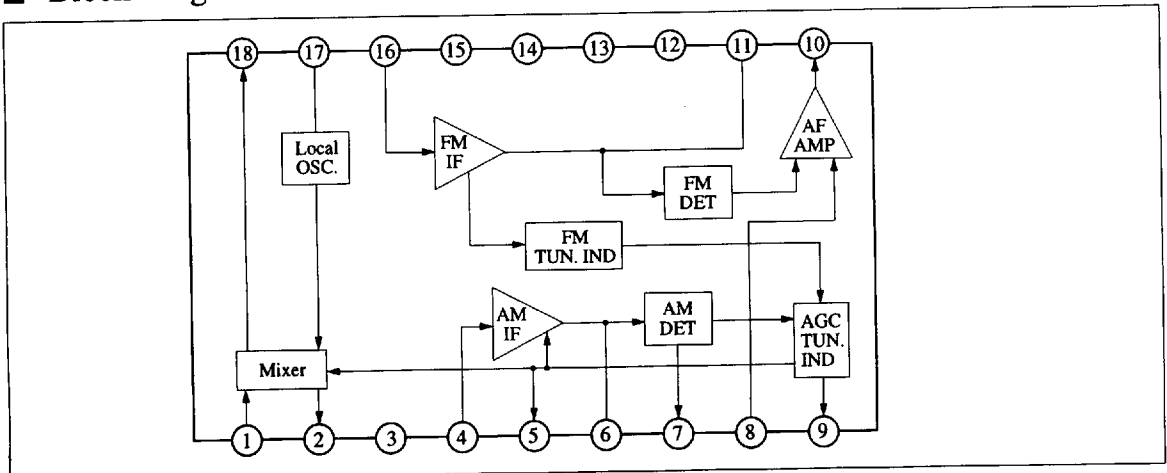 18 17 16 15 14 13 12 11 10
Local
OSC.
FM
IF
AF
AMP
FM
DET
FM
TUN. IND
AM
IF
AM
DET
AGC
TUN.
IND
Mixer
1 2 3 4 5 6 7 8 9